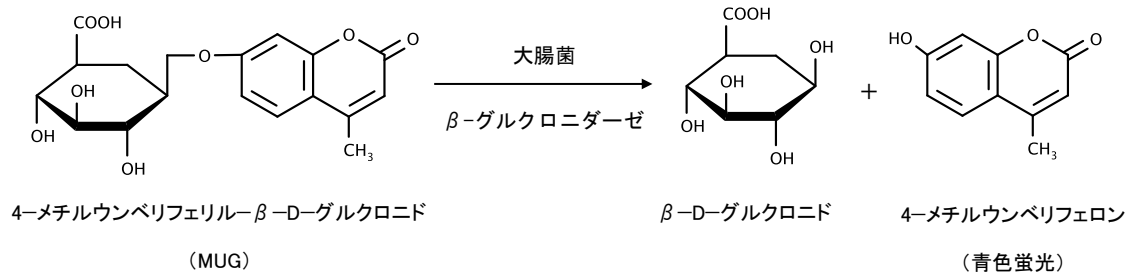 COOH
O
O
O
OH
OH
OH
CH3
大腸菌
β-グルクロニダーゼ
COOH
OH
OH
OH
OH
+
HO
O
O
CH3
4-メチルウンベリフェリル-β-D-グルクロニド
(MUG)
β-D-グルクロニド
4-メチルウンベリフェロン
(青色蛍光)